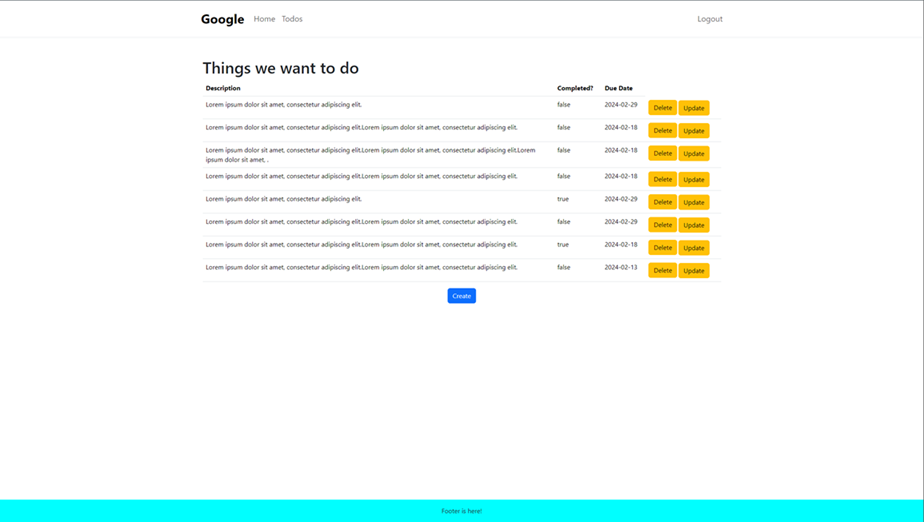 Google Home Todos Logout
Things we want to do
Description Completed? Due Date
Lorem ipsum dolor sit amet, consectetur adipiscing elit. false 2024-02-29 Delete Update
Lorem ipsum dolor sit amet, consectetur adipiscing elit.Lorem ipsum dolor sit amet, consectetur adipiscing elit. false 2024-02-18 Delete Update
Lorem ipsum dolor sit amet, consectetur adipiscing elit.Lorem ipsum dolor sit amet, consectetur adipiscing elit.Lorem false 2024-02-18 Delete Update
ipsum dolor sit amet, .
Lorem ipsum dolor sit amet, consectetur adipiscing elit.Lorem ipsum dolor sit amet, consectetur adipiscing elit. false 2024-02-18 Delete Update
Lorem ipsum dolor sit amet, consectetur adipiscing elit. true 2024-02-29 Delete Update
Lorem ipsum dolor sit amet, consectetur adipiscing elit.Lorem ipsum dolor sit amet, consectetur adipiscing elit. false 2024-02-29 Delete Update
Lorem ipsum dolor sit amet, consectetur adipiscing elit.Lorem ipsum dolor sit amet, consectetur adipiscing elit. true 2024-02-18 Delete Update
Lorem ipsum dolor sit amet, consectetur adipiscing elit.Lorem ipsum dolor sit amet, consectetur adipiscing elit. false 2024-02-13 Delete Update
Create
Footer is here!